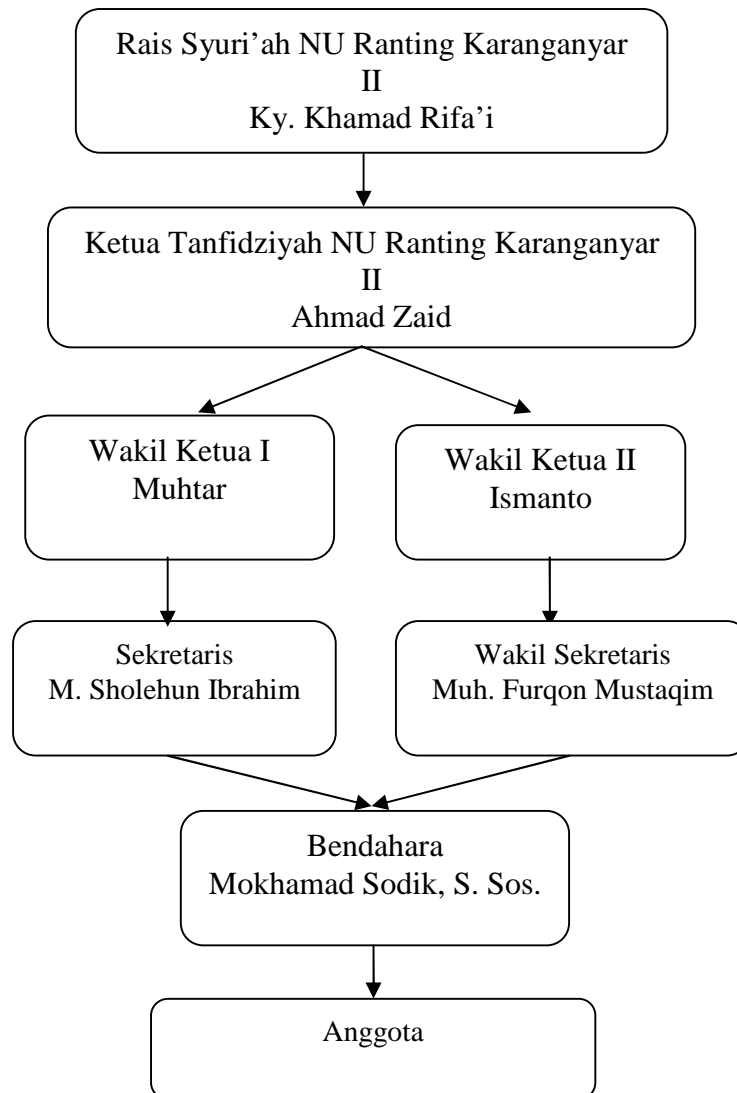 Rais Syuri’ah NU Ranting Karanganyar
II
Ky. Khamad Rifa’i
Ketua Tanfidziyah NU Ranting Karanganyar
II
Ahmad Zaid
Wakil Ketua I
Muhtar
Wakil Ketua II
Ismanto
Sekretaris
M. Sholehun Ibrahim
Wakil Sekretaris
Muh. Furqon Mustaqim
Bendahara
Mokhamad Sodik, S. Sos.
Anggota